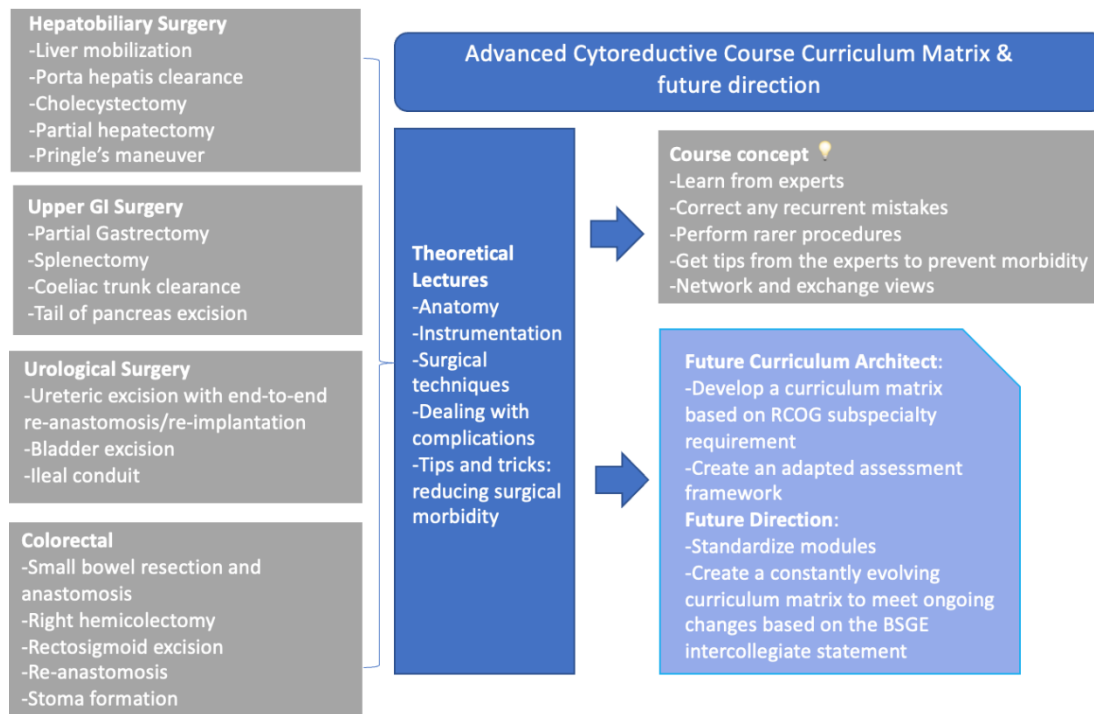 Hepatobiliary Surgery
-Liver mobilization
-Porta hepatis clearance
-Cholecystectomy
-Partial hepatectomy
-Pringle’s maneuver
Upper GI Surgery
-Partial Gastrectomy
-Splenectomy
-Coeliac trunk clearance
-Tail of pancreas excision
Urological Surgery
-Ureteric excision with end-to-end
re-anastomosis/re-implantation
-Bladder excision
-Ileal conduit
Colorectal
-Small bowel resection and
anastomosis
-Right hemicolectomy
-Rectosigmoid excision
-Re-anastomosis
-Stoma formation
Advanced Cytoreductive Course Curriculum Matrix &
future direction
Theoretical
Lectures
-Anatomy
-Instrumentation
-Surgical
techniques
-Dealing with
complications
-Tips and tricks:
reducing surgical
morbidity
Course concept
-Learn from experts
-Correct any recurrent mistakes
-Perform rarer procedures
-Get tips from the experts to prevent morbidity
-Network and exchange views
Future Curriculum Architect:
-Develop a curriculum matrix
based on RCOG subspecialty
requirement
-Create an adapted assessment
framework
Future Direction:
-Standardize modules
-Create a constantly evolving
curriculum matrix to meet ongoing
changes based on the BSGE
intercollegiate statement